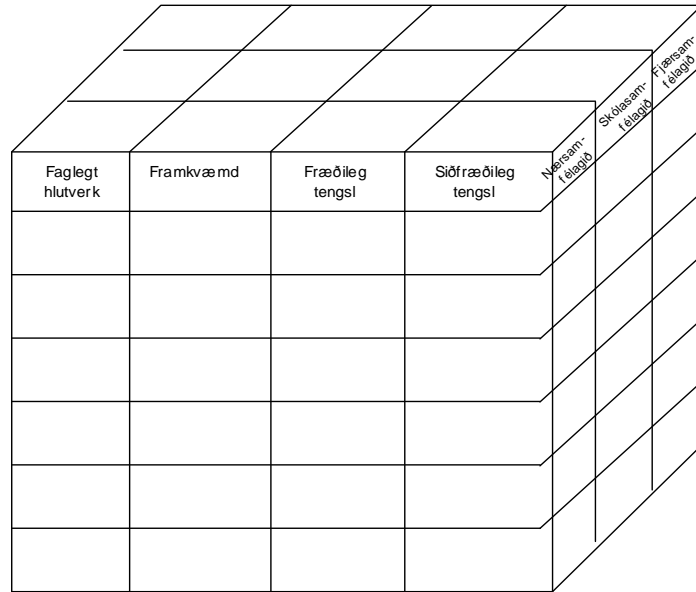 Faglegt
hlutverk
Framkvæmd
Fræðileg
tengsl
Siðfræðileg
tengsl
Nærsam-
félagið
Skólasam-
félagið
Fjærsam-
félagið